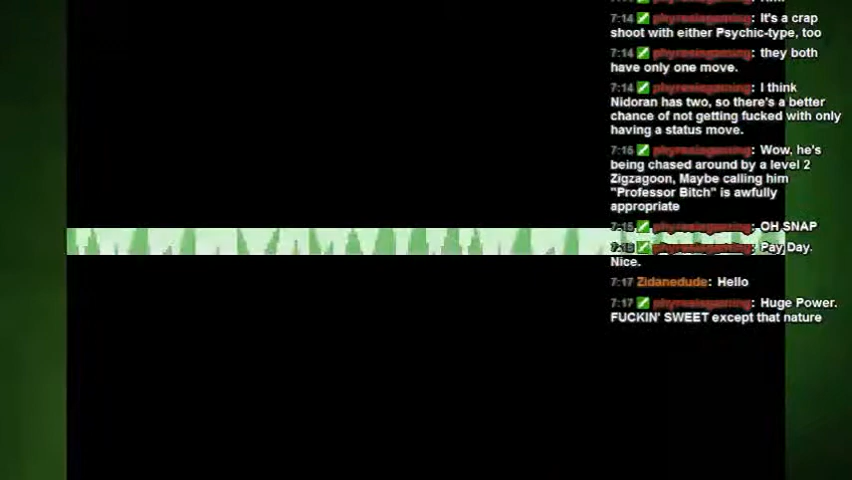 7:14 : It's a crap
shoot with either Psychic-type, too
7:14 : they both
have only one move.
7:14 : I think
Nidoran has two, so there's a better
chance of not getting fucked with only
having a status move.
7:15 : Wow, he's
being chased around by a level 2
Zigzagoon, Maybe calling him
"Professor Bitch" is awfully
appropriate
7:15 : OH SNAP
: Pay Day.
Nice.
7:17 Zidanedude: Hello
7:17 : Huge Power.
FUCKIN' SWEET except that nature